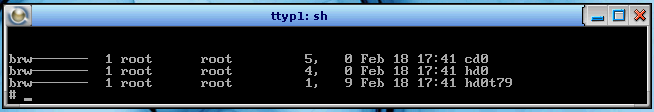 ttyp1: sh
brw------- 1 root root 5, 0 Feb 18 17:41 cd0
brw------- 1 root root 4, 0 Feb 18 17:41 hd0
brw------- 1 root root 1, 9 Feb 18 17:41 hd0t79
# _